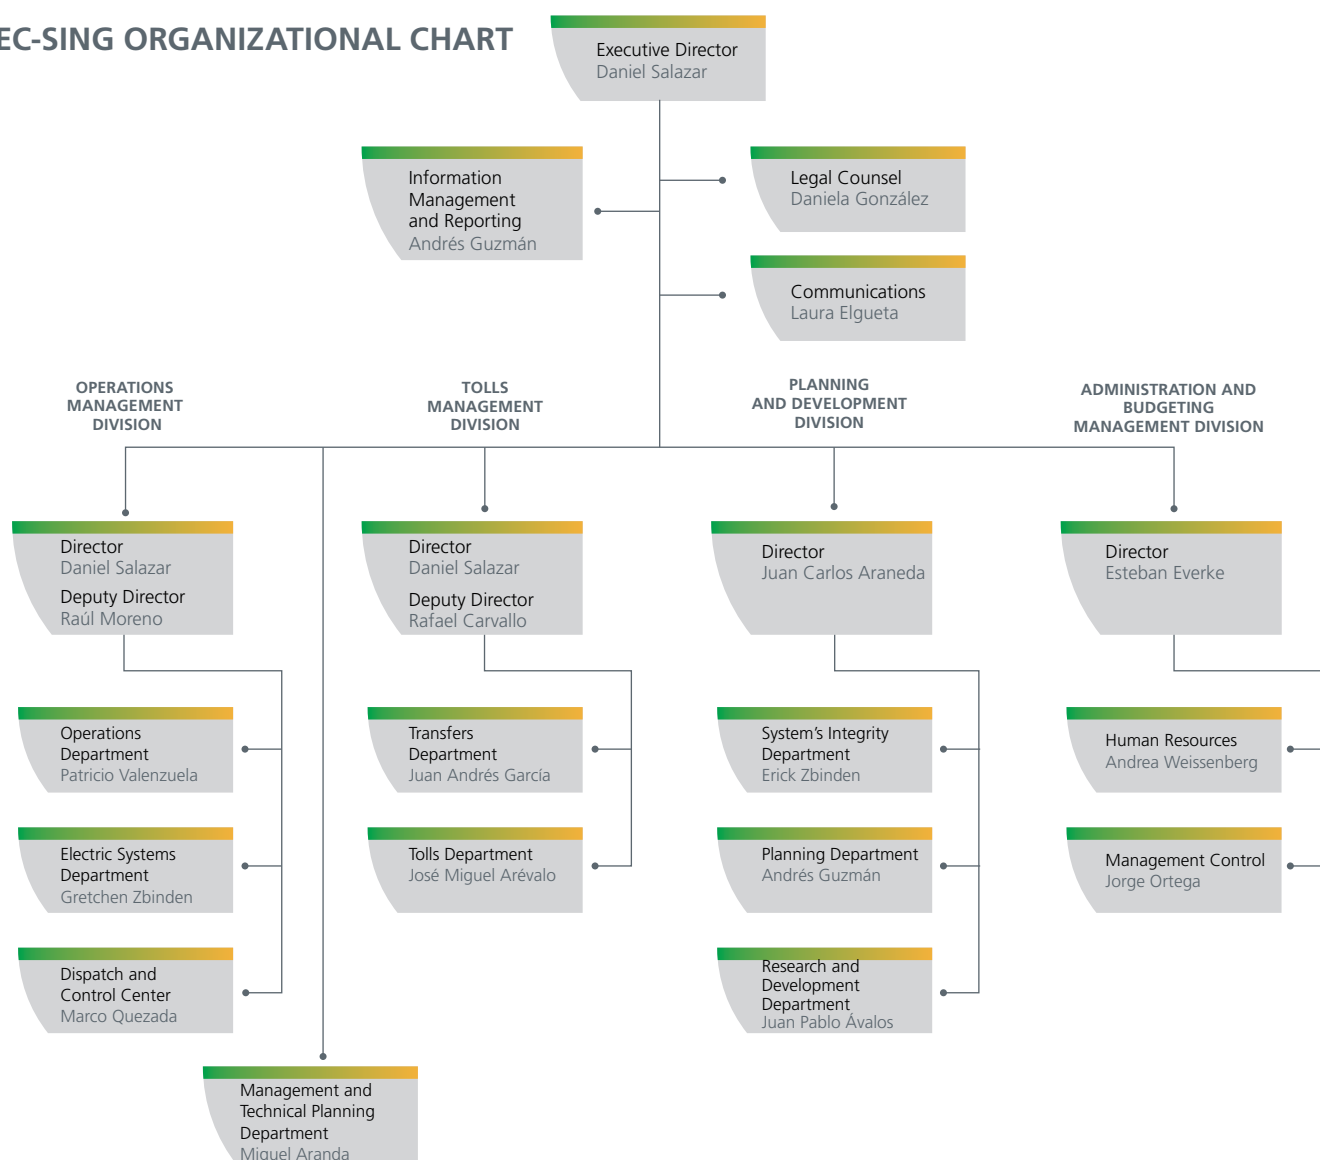 EC-SING ORGANIZATIONAL CHART
Executive Director
Daniel Salazar
Information
Management
and Reporting
Andrés Guzmán
Legal Counsel
Daniela González
Communications
Laura Elgueta
OPERATIONS
MANAGEMENT
DIVISION
TOLLS
MANAGEMENT
DIVISION
PLANNING
AND DEVELOPMENT
DIVISION
ADMINISTRATION AND
BUDGETING
MANAGEMENT DIVISION
Director
Daniel Salazar
Deputy Director
Raúl Moreno
Director
Daniel Salazar
Deputy Director
Rafael Carvallo
Director
Juan Carlos Araneda
Director
Esteban Everke
Operations
Department
Patricio Valenzuela
Transfers
Department
Juan Andrés García
System’s Integrity
Department
Erick Zbinden
Human Resources
Andrea Weissenberg
Electric Systems
Department
Gretchen Zbinden
Tolls Department
José Miguel Arévalo
Planning Department
Andrés Guzmán
Management Control
Jorge Ortega
Dispatch and
Control Center
Marco Quezada
Research and
Development
Department
Juan Pablo Ávalos
Management and
Technical Planning
Department
Miguel Aranda